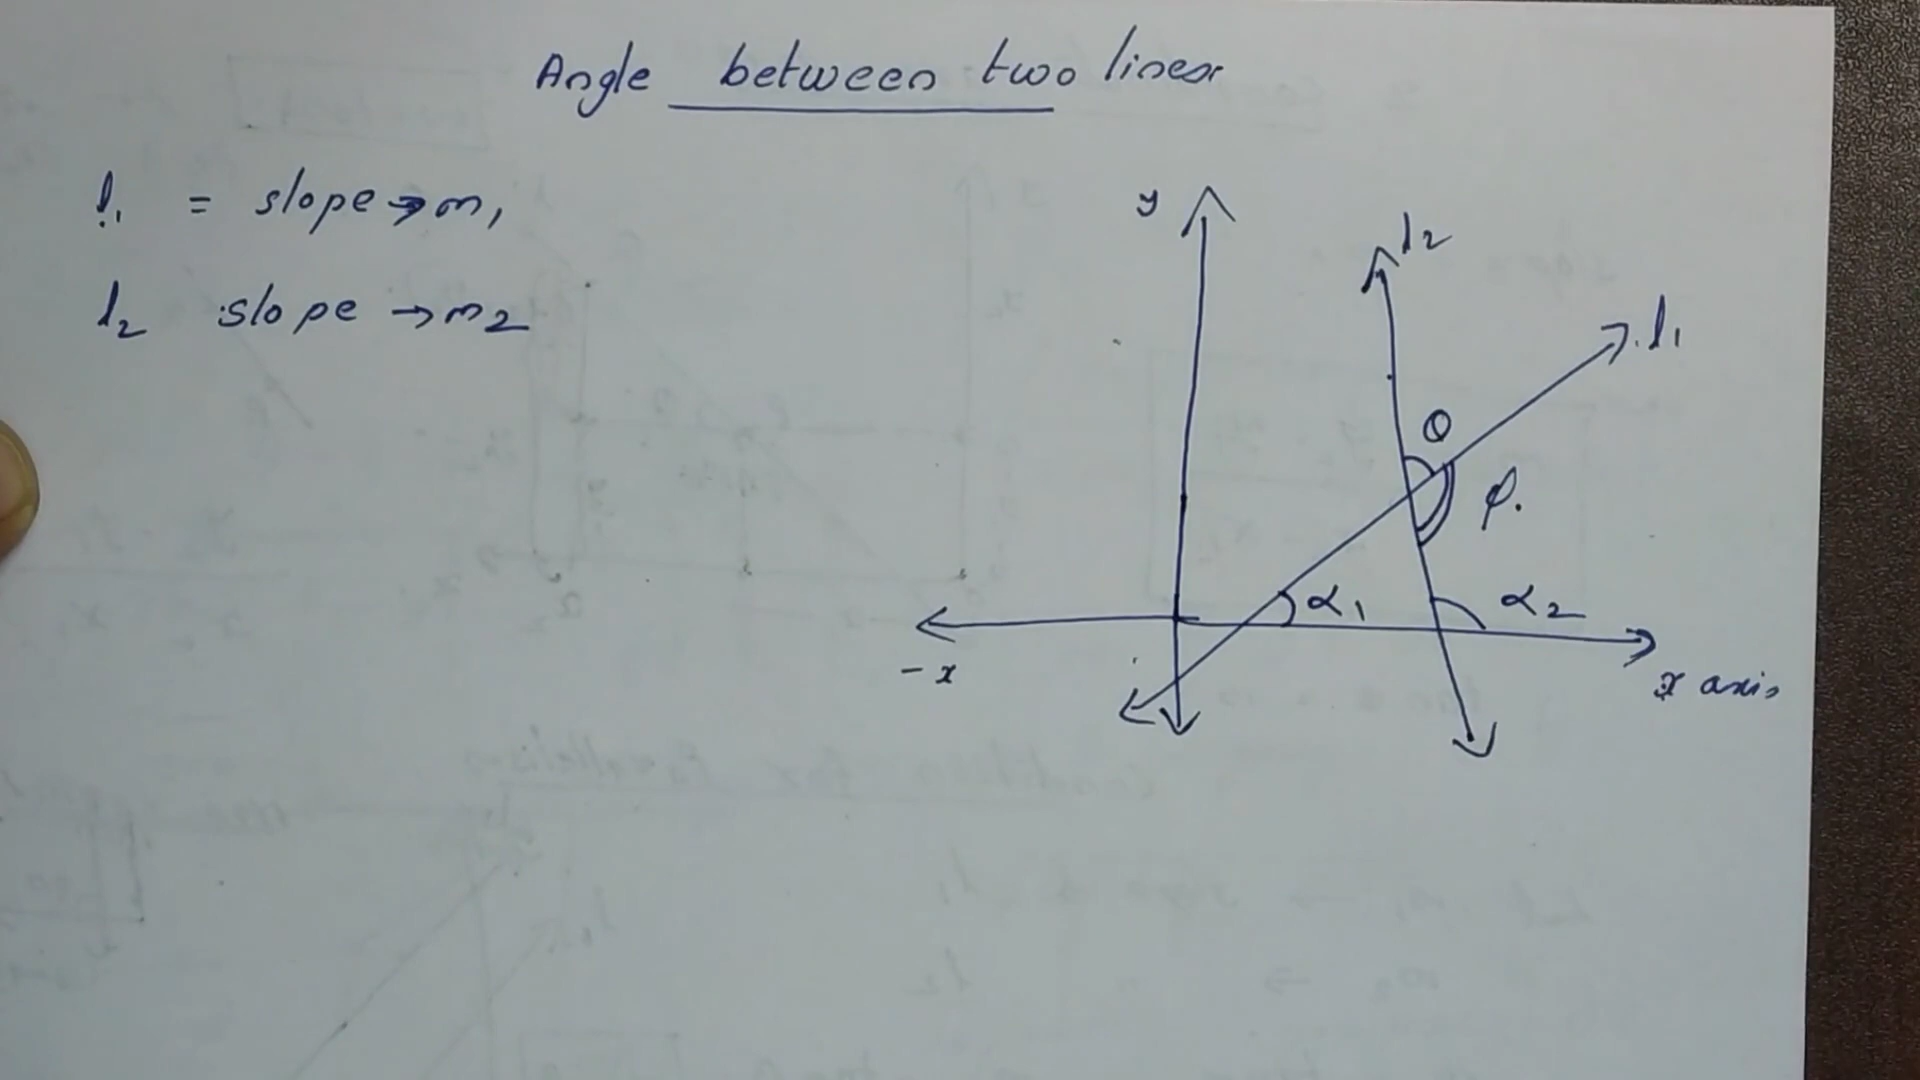 Angle between two lines
l1 = slope → m1
l2 slope → m2
y
l2
l1
θ
φ.
α1
α2
-x
x axis